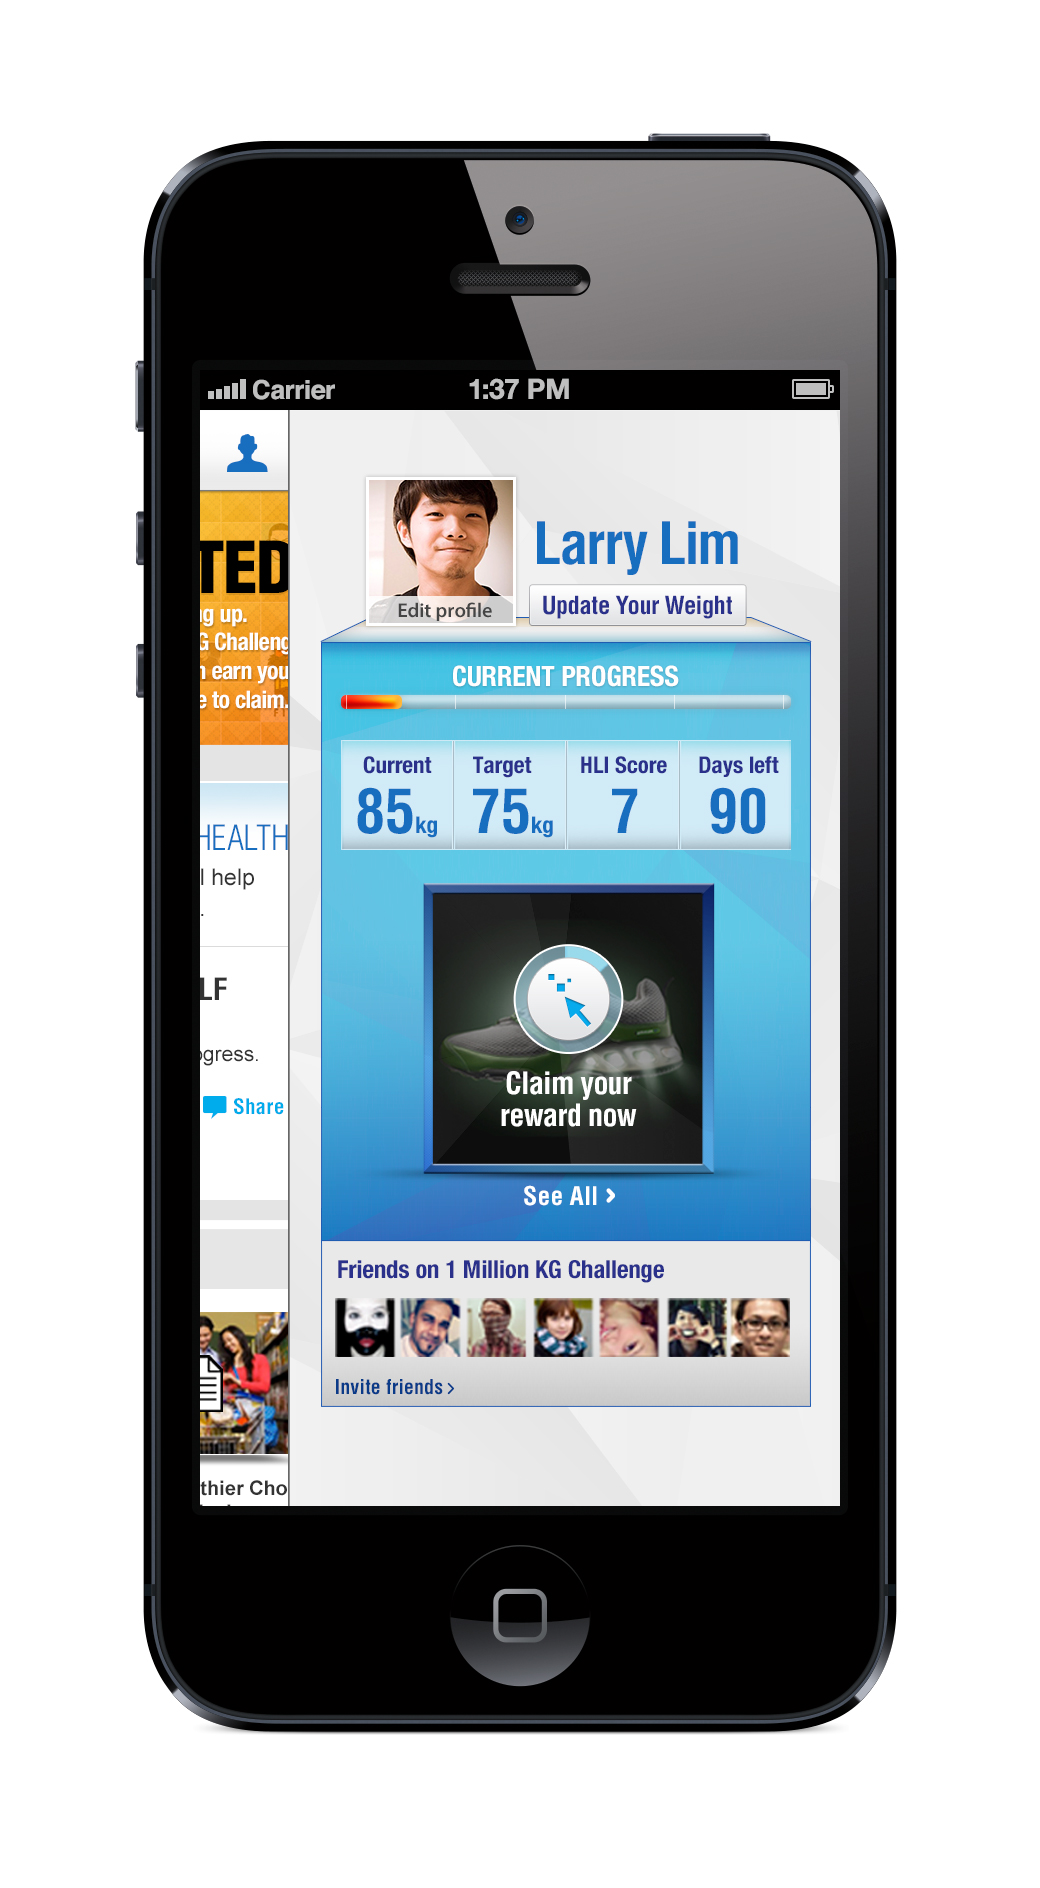 Carrier
1:37 PM
TED
ng up.
G Challeng
n earn you
e to claim.
HEALTH
l help
.
LF
ogress.
Share
thier Cho
Larry Lim
Edit profile
Update Your Weight
CURRENT PROGRESS
Current
85kg
Target
75kg
HLI Score
7
Days left
90
Claim your
reward now
See All
Friends on 1 Million KG Challenge
Invite friends